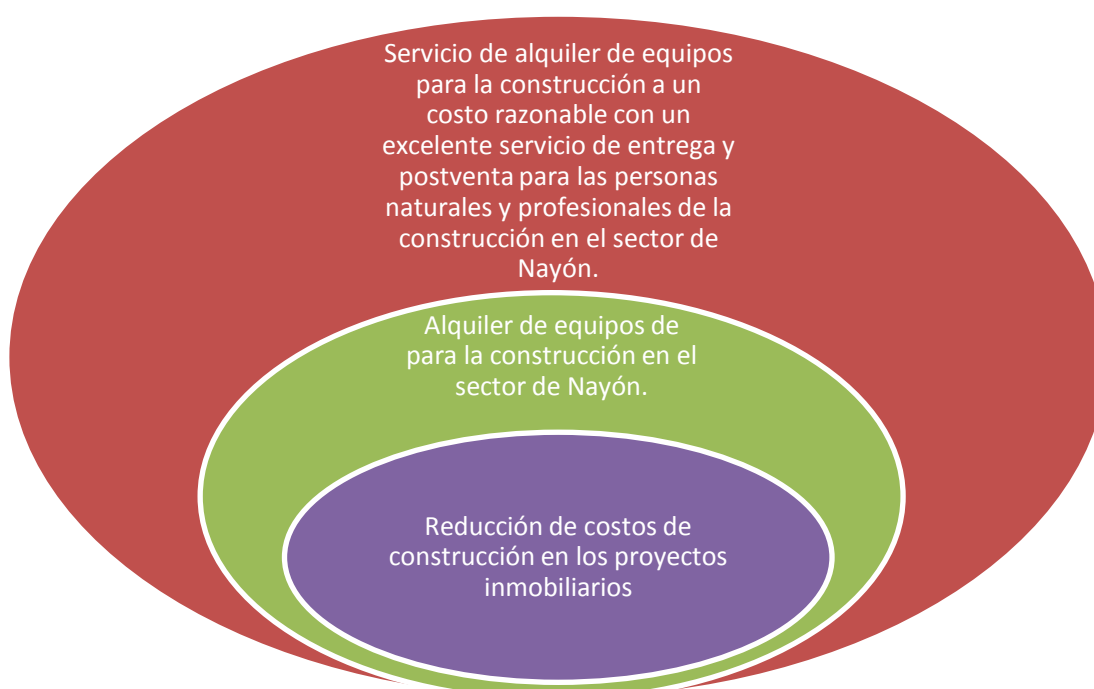 Servicio de alquiler de equipos
para la construcción a un
costo razonable con un
excelente servicio de entrega y
postventa para las personas
naturales y profesionales de la
construcción en el sector de
Nayón.
Alquiler de equipos de
para la construcción en el
sector de Nayón.
Reducción de costos de
construcción en los proyectos
inmobiliarios